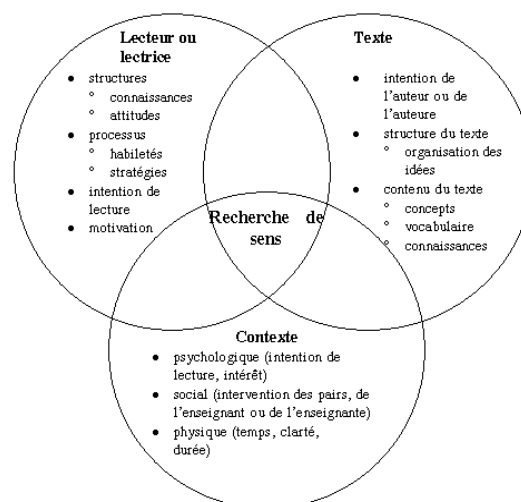 Lecteur ou
lectrice
● structures
° connaissances
° attitudes
● processus
° habiletés
° stratégies
● intention de
lecture
● motivation
Texte
● intention de
l'auteur ou de
l'auteure
● structure du texte
° organisation des
idées
● contenu du texte
° concepts
° vocabulaire
° connaissances
Recherche de
sens
Contexte
● psychologique (intention de
lecture, intérêt)
● social (intervention des pairs, de
l'enseignant ou de l'enseignante)
● physique (temps, clarté,
durée)